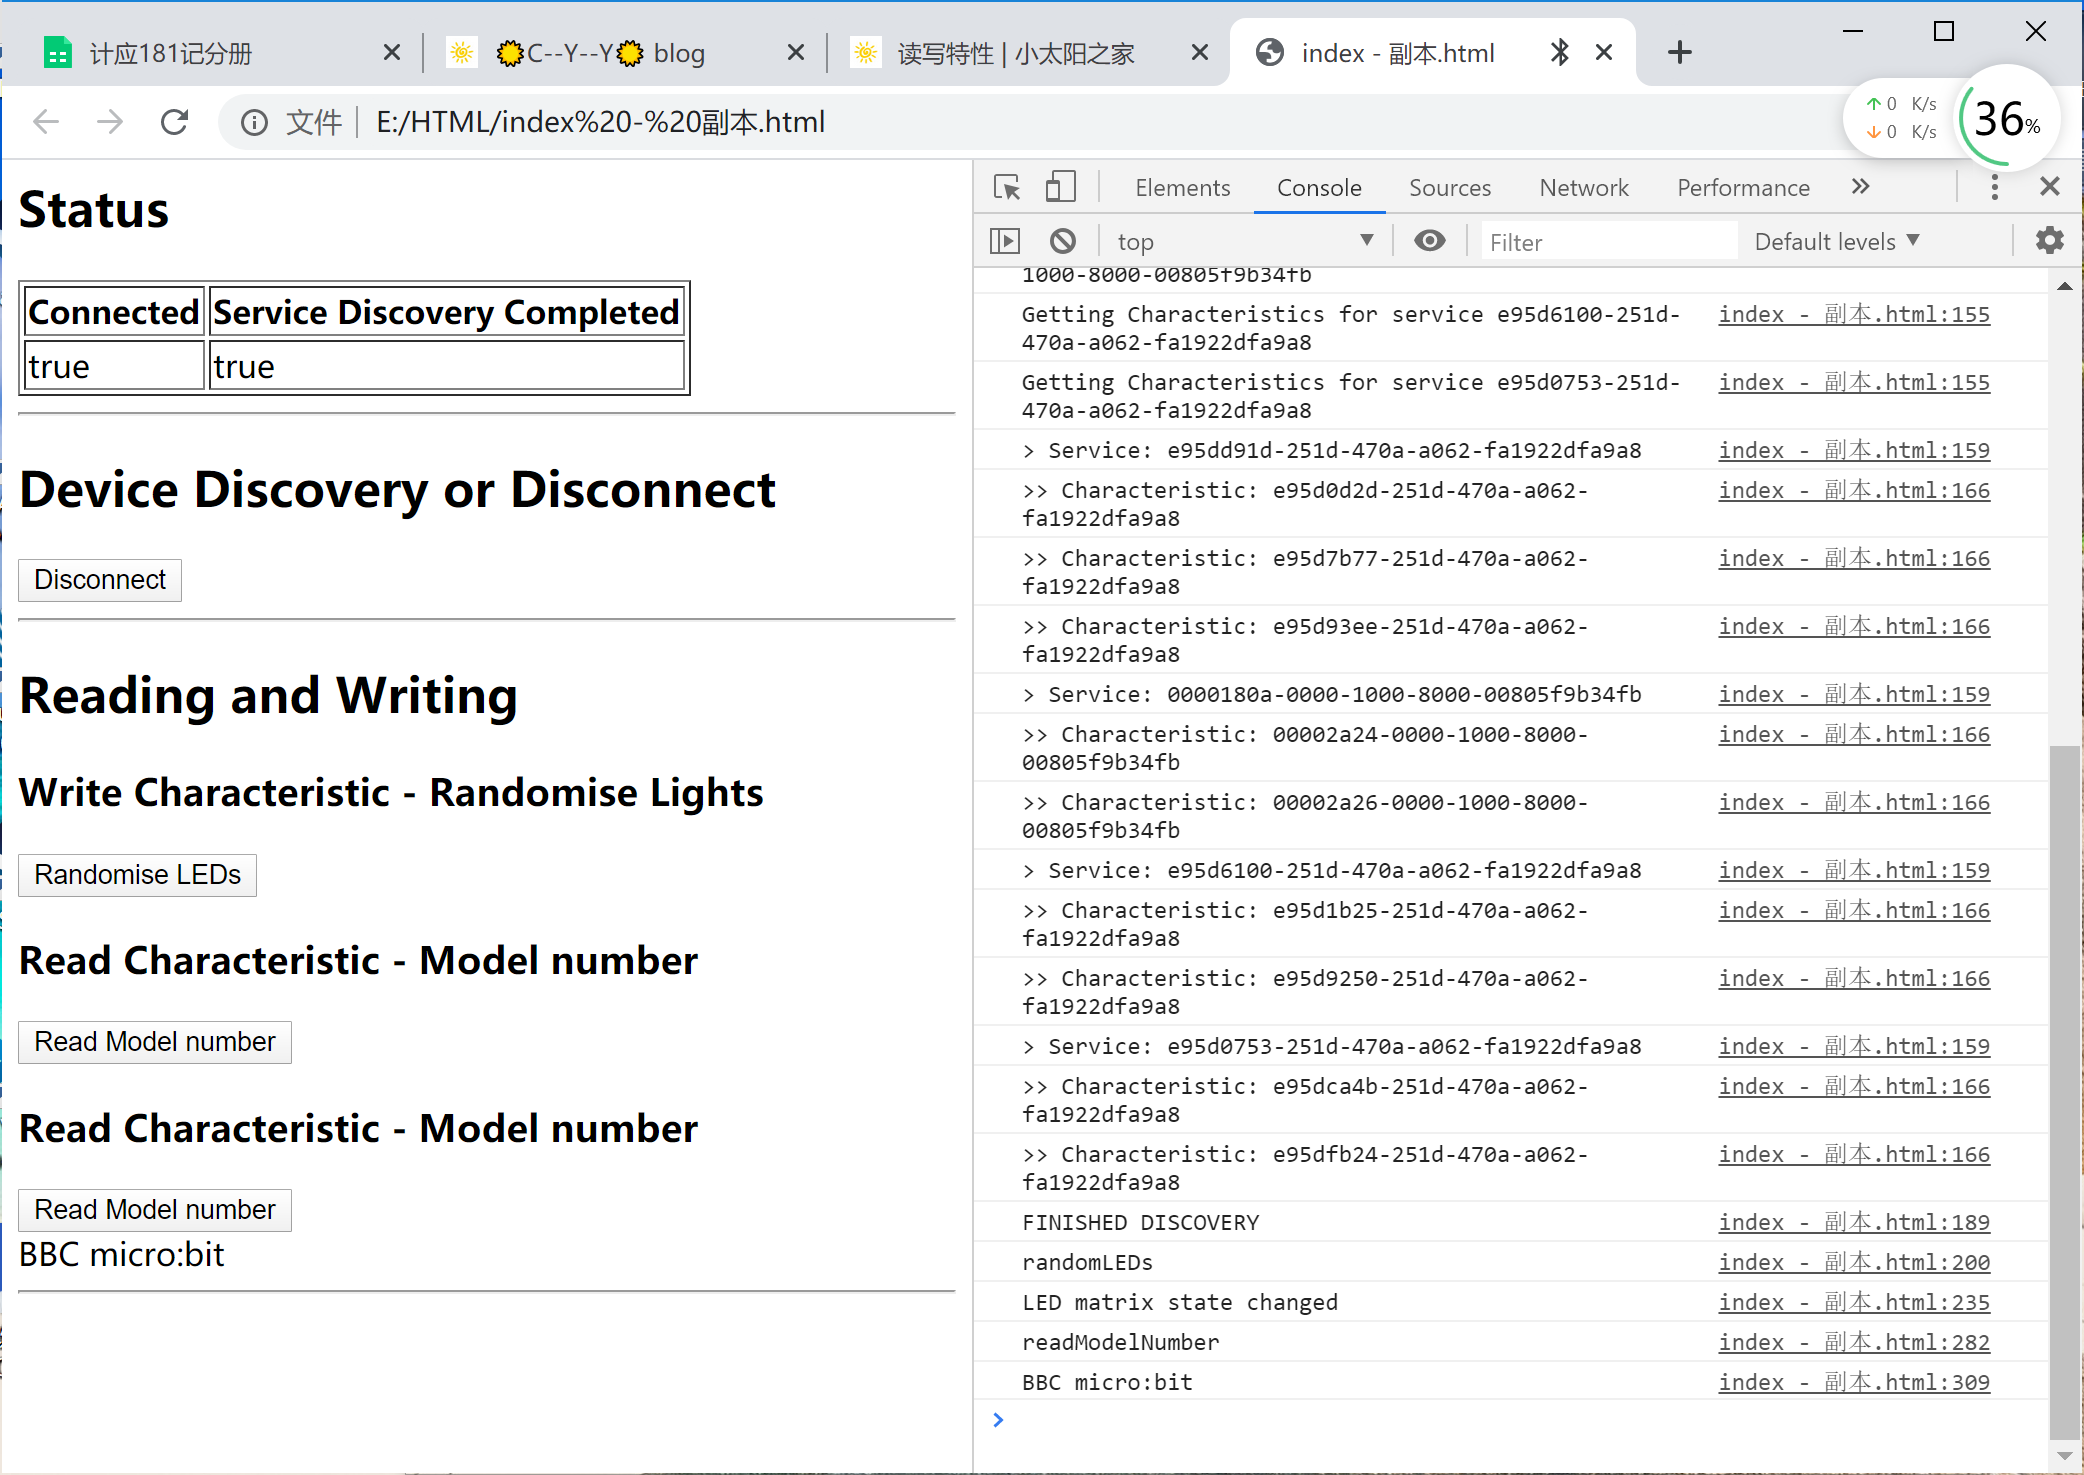 计应181记分册
C--Y--Y blog
读写特性 | 小太阳之家
index - 副本.html
文件
E:/HTML/index%20-%20副本.html
0 K/s
0 K/s
36%
Status
Connected Service Discovery Completed
true true
Device Discovery or Disconnect
Disconnect
Reading and Writing
Write Characteristic - Randomise Lights
Randomise LEDs
Read Characteristic - Model number
Read Model number
Read Characteristic - Model number
Read Model number
BBC micro:bit
Elements Console Sources Network Performance
top Filter Default levels
1000-8000-00805f9b34fb
Getting Characteristics for service e95d6100-251d- index - 副本.html:155
470a-a062-fa1922dfa9a8
Getting Characteristics for service e95d0753-251d- index - 副本.html:155
470a-a062-fa1922dfa9a8
> Service: e95dd91d-251d-470a-a062-fa1922dfa9a8 index - 副本.html:159
>> Characteristic: e95d0d2d-251d-470a-a062- index - 副本.html:166
fa1922dfa9a8
>> Characteristic: e95d7b77-251d-470a-a062- index - 副本.html:166
fa1922dfa9a8
>> Characteristic: e95d93ee-251d-470a-a062- index - 副本.html:166
fa1922dfa9a8
> Service: 0000180a-0000-1000-8000-00805f9b34fb index - 副本.html:159
>> Characteristic: 00002a24-0000-1000-8000- index - 副本.html:166
00805f9b34fb
>> Characteristic: 00002a26-0000-1000-8000- index - 副本.html:166
00805f9b34fb
> Service: e95d6100-251d-470a-a062-fa1922dfa9a8 index - 副本.html:159
>> Characteristic: e95d1b25-251d-470a-a062- index - 副本.html:166
fa1922dfa9a8
>> Characteristic: e95d9250-251d-470a-a062- index - 副本.html:166
fa1922dfa9a8
> Service: e95d0753-251d-470a-a062-fa1922dfa9a8 index - 副本.html:159
>> Characteristic: e95dca4b-251d-470a-a062- index - 副本.html:166
fa1922dfa9a8
>> Characteristic: e95dfb24-251d-470a-a062- index - 副本.html:166
fa1922dfa9a8
FINISHED DISCOVERY index - 副本.html:189
randomLEDs index - 副本.html:200
LED matrix state changed index - 副本.html:235
readModelNumber index - 副本.html:282
BBC micro:bit index - 副本.html:309